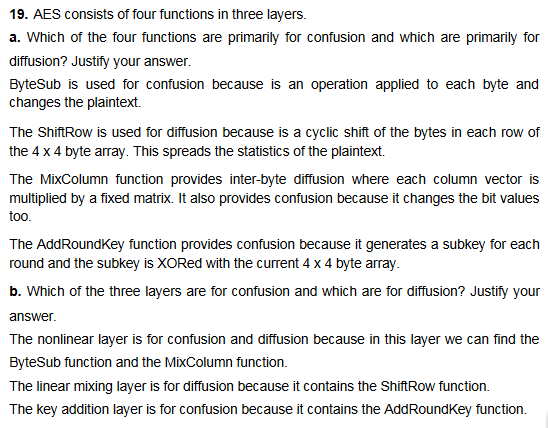 19. AES consists of four functions in three layers.
a. Which of the four functions are primarily for confusion and which are primarily for
diffusion? Justify your answer.
ByteSub is used for confusion because is an operation applied to each byte and
changes the plaintext.
The ShiftRow is used for diffusion because is a cyclic shift of the bytes in each row of
the 4 x 4 byte array. This spreads the statistics of the plaintext.
The MixColumn function provides inter-byte diffusion where each column vector is
multiplied by a fixed matrix. It also provides confusion because it changes the bit values
too.
The AddRoundKey function provides confusion because it generates a subkey for each
round and the subkey is XORed with the current 4 x 4 byte array.
b. Which of the three layers are for confusion and which are for diffusion? Justify your
answer.
The nonlinear layer is for confusion and diffusion because in this layer we can find the
ByteSub function and the MixColumn function.
The linear mixing layer is for diffusion because it contains the ShiftRow function.
The key addition layer is for confusion because it contains the AddRoundKey function.